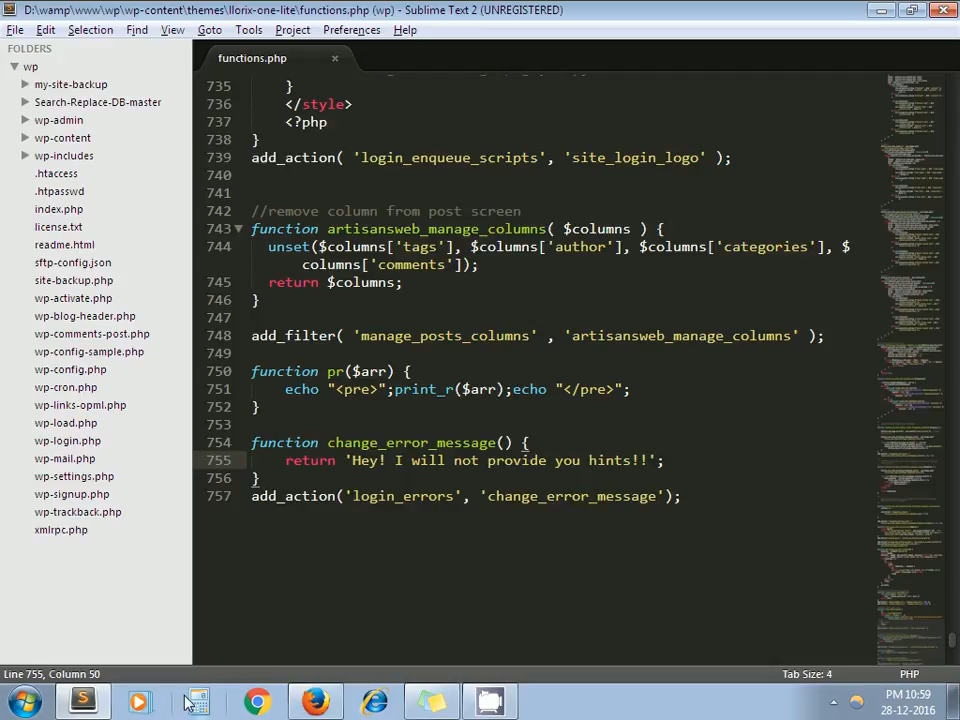 D:\wamp\www\wp\wp-content\themes\llorix-one-lite\functions.php (wp) - Sublime Text 2 (UNREGISTERED)
File Edit Selection Find View Goto Tools Project Preferences Help
FOLDERS
wp
my-site-backup
Search-Replace-DB-master
wp-admin
wp-content
wp-includes
.htaccess
.htpasswd
index.php
license.txt
readme.html
sftp-config.json
site-backup.php
wp-activate.php
wp-blog-header.php
wp-comments-post.php
wp-config-sample.php
wp-config.php
wp-cron.php
wp-links-opml.php
wp-load.php
wp-login.php
wp-mail.php
wp-settings.php
wp-signup.php
wp-trackback.php
xmlrpc.php
functions.php
735 }
736 </style>
737 <?php
738 }
739 add_action( 'login_enqueue_scripts', 'site_login_logo' );
740
741
742 //remove column from post screen
743 function artisansweb_manage_columns( $columns ) {
744 unset($columns['tags'], $columns['author'], $columns['categories'], $
columns['comments']);
745 return $columns;
746 }
747
748 add_filter( 'manage_posts_columns' , 'artisansweb_manage_columns' );
749
750 function pr($arr) {
751 echo "<pre>";print_r($arr);echo "</pre>";
752 }
753
754 function change_error_message() {
755 return 'Hey! I will not provide you hints!!';
756 }
757 add_action('login_errors', 'change_error_message');
Line 755, Column 50
Tab Size: 4
PHP
PM 10:59
28-12-2016